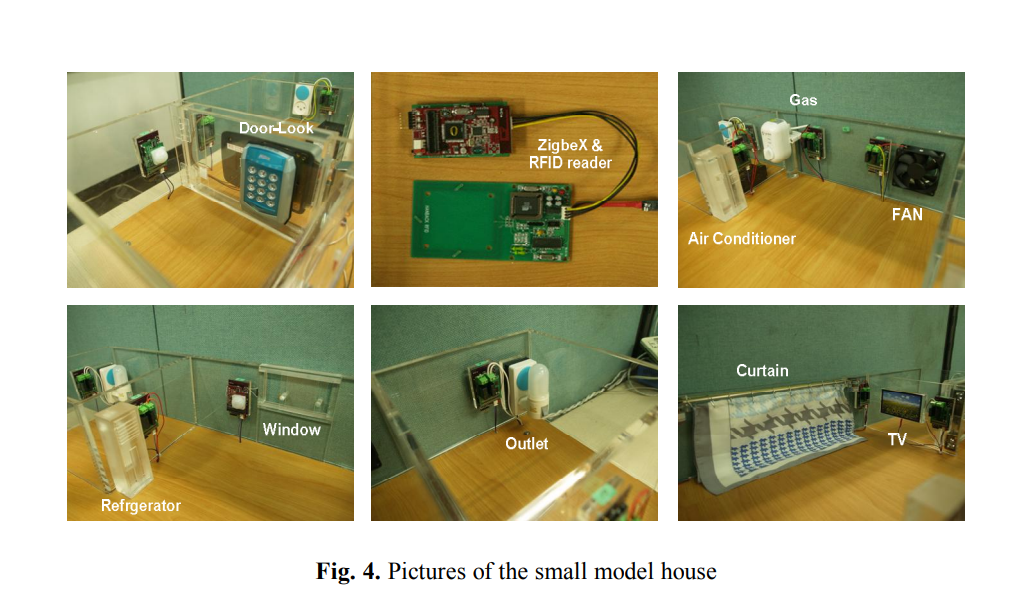 Door-Look
ZigbeX &
RFID reader
Gas
FAN
Air Conditioner
Window
Refrgerator
Outlet
Curtain
TV
Fig. 4. Pictures of the small model house